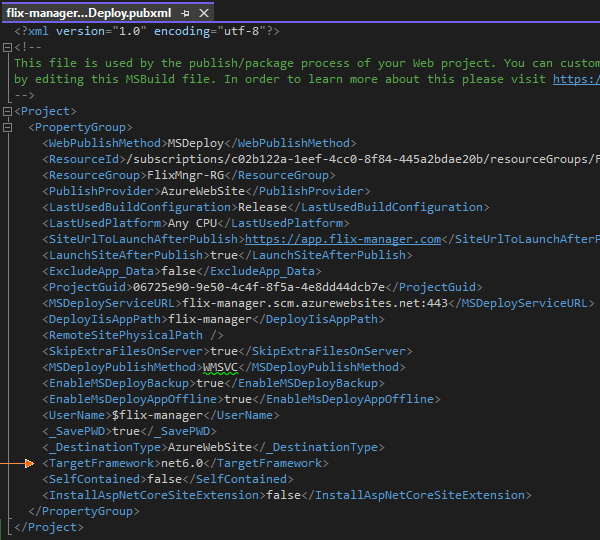 flix-manager...Deploy.pubxml
<?xml version="1.0" encoding="utf-8"?>
<!--
This file is used by the publish/package process of your Web project. You can custom
by editing this MSBuild file. In order to learn more about this please visit https:/
-->
<Project>
<PropertyGroup>
<WebPublishMethod>MSDeploy</WebPublishMethod>
<ResourceId>/subscriptions/c02b122a-1eef-4cc0-8f84-445a2bdae20b/resourceGroups/F
<ResourceGroup>FlixMngr-RG</ResourceGroup>
<PublishProvider>AzureWebSite</PublishProvider>
<LastUsedBuildConfiguration>Release</LastUsedBuildConfiguration>
<LastUsedPlatform>Any CPU</LastUsedPlatform>
<SiteUrlToLaunchAfterPublish>https://app.flix-manager.com</SiteUrlToLaunchAfterP
<LaunchSiteAfterPublish>true</LaunchSiteAfterPublish>
<ExcludeApp_Data>false</ExcludeApp_Data>
<ProjectGuid>06725e90-9e50-4c4f-8f5a-4e8dd44dcb7e</ProjectGuid>
<MSDeployServiceURL>flix-manager.scm.azurewebsites.net:443</MSDeployServiceURL>
<DeployIisAppPath>flix-manager</DeployIisAppPath>
<RemoteSitePhysicalPath />
<SkipExtraFilesOnServer>true</SkipExtraFilesOnServer>
<MSDeployPublishMethod>WMSVC</MSDeployPublishMethod>
<EnableMSDeployBackup>true</EnableMSDeployBackup>
<EnableMsDeployAppOffline>true</EnableMsDeployAppOffline>
<UserName>$flix-manager</UserName>
<_SavePWD>true</_SavePWD>
<_DestinationType>AzureWebSite</_DestinationType>
<TargetFramework>net6.0</TargetFramework>
<SelfContained>false</SelfContained>
<InstallAspNetCoreSiteExtension>false</InstallAspNetCoreSiteExtension>
</PropertyGroup>
</Project>